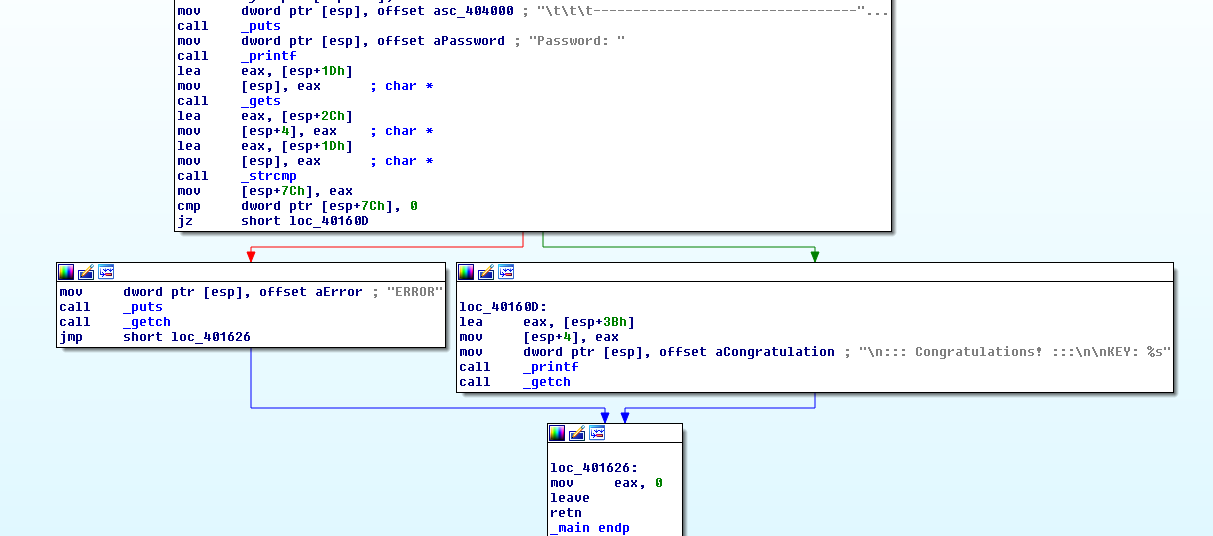 mov     dword ptr [esp], offset asc_404000 ; "\t\t\t---------------------------------"...
call    _puts
mov     dword ptr [esp], offset aPassword ; "Password: "
call    _printf
lea     eax, [esp+1Dh]
mov     [esp], eax      ; char *
call    _gets
lea     eax, [esp+2Ch]
mov     [esp+4], eax    ; char *
lea     eax, [esp+1Dh]
mov     [esp], eax      ; char *
call    _strcmp
mov     [esp+7Ch], eax
cmp     dword ptr [esp+7Ch], 0
jz      short loc_40160D
mov     dword ptr [esp], offset aError ; "ERROR"
call    _puts
call    _getch
jmp     short loc_401626
loc_40160D:
lea     eax, [esp+3Bh]
mov     [esp+4], eax
mov     dword ptr [esp], offset aCongratulation ; "\n::: Congratulations! :::\n\nKEY: %s"
call    _printf
call    _getch
loc_401626:
mov     eax, 0
leave
retn
_main endp